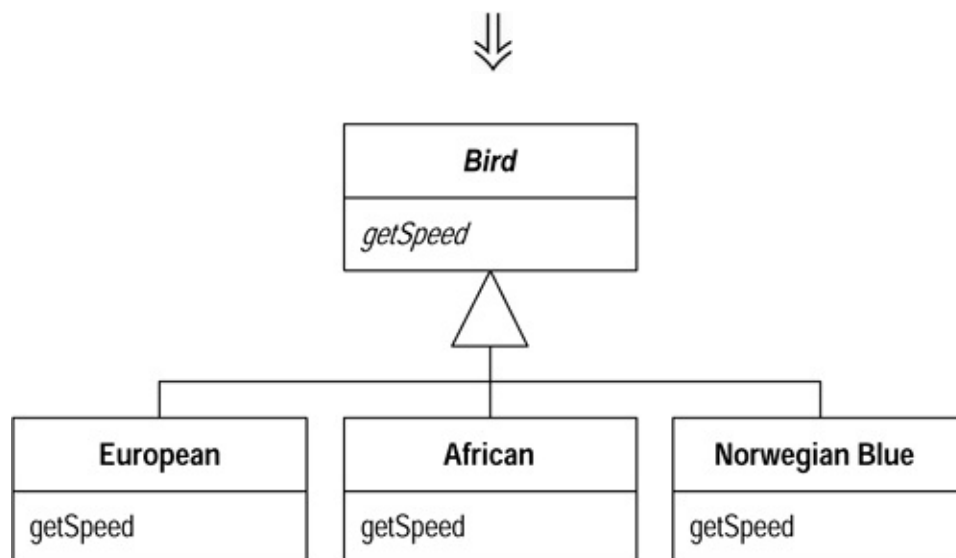 Bird
getSpeed
European
African
Norwegian Blue
getSpeed
getSpeed
getSpeed